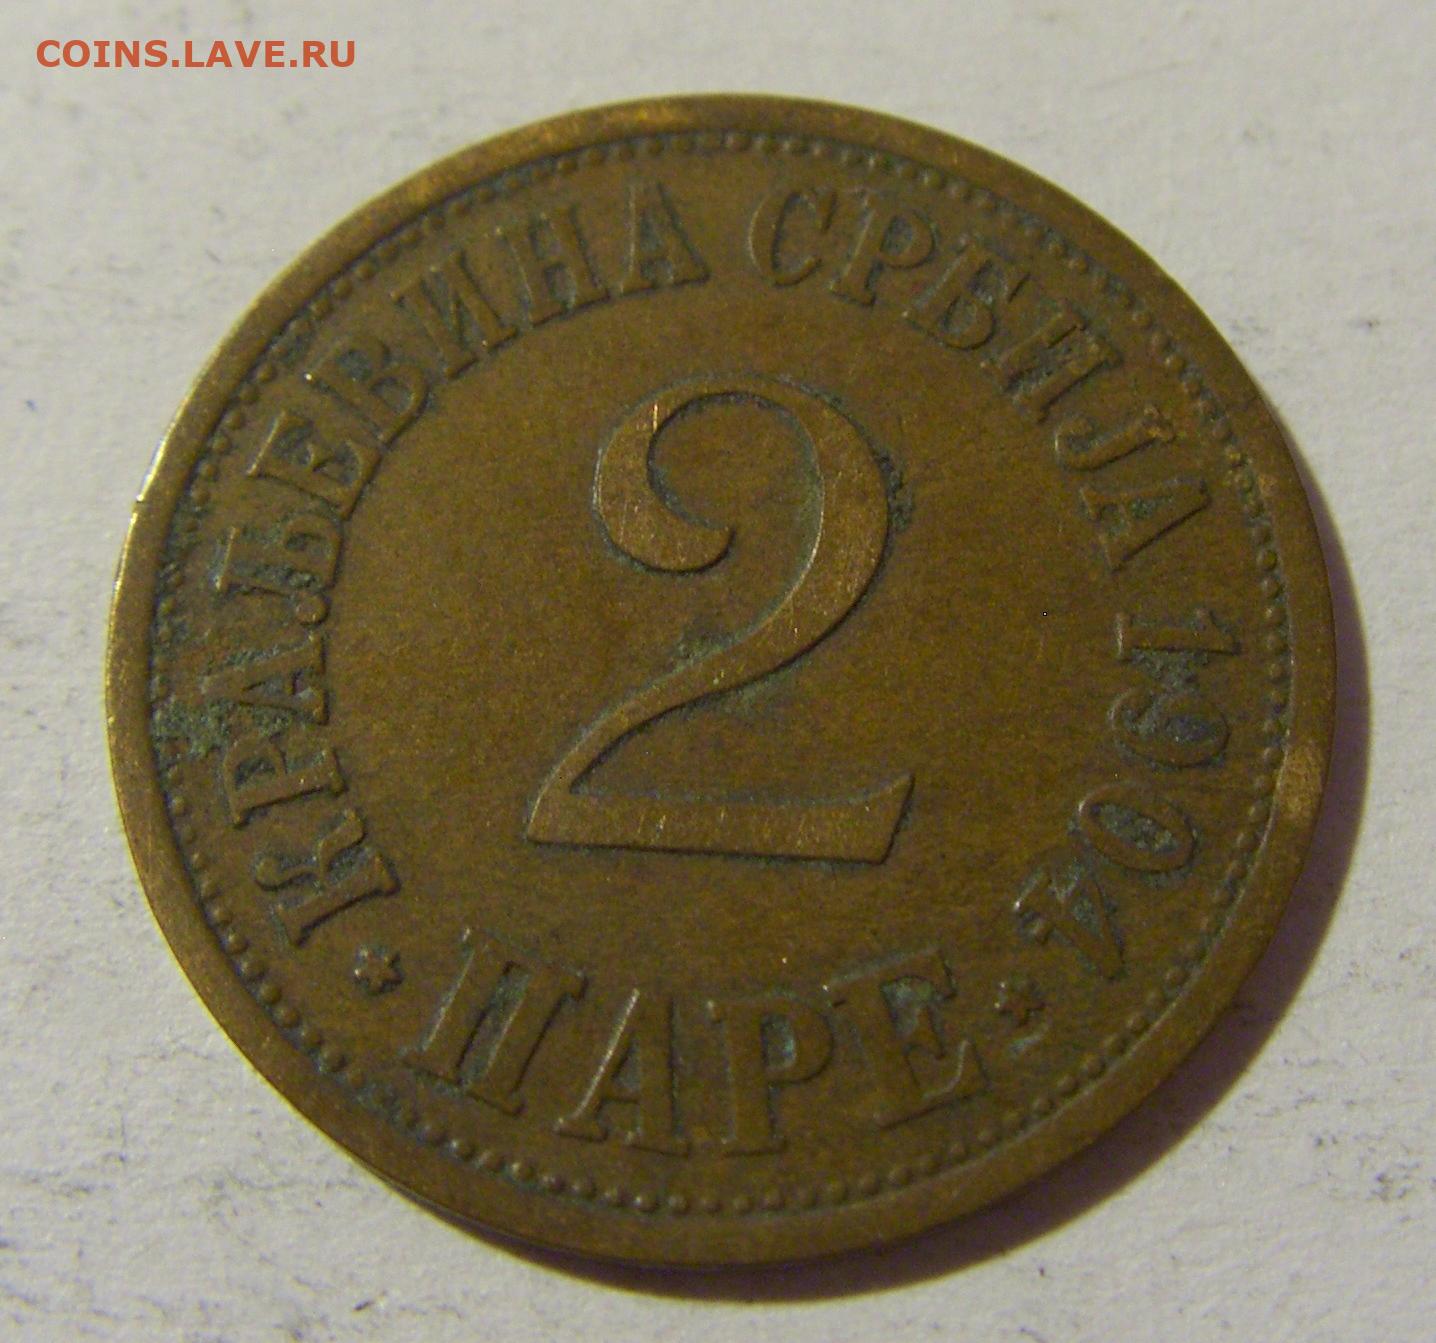 COINS.LAVE.RU
КРАЉЕВИНА СРБИЈА 1904
2
ПАРЕ